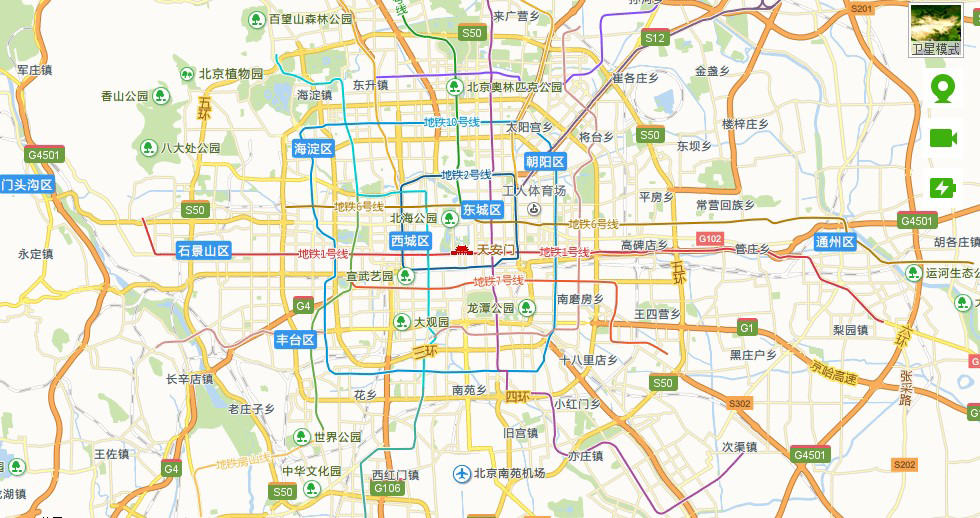 来广营乡
S201
百望山森林公园
S50
S12
卫星模式
军庄镇
北京植物园
东升镇
崔各庄乡
金盏乡
香山公园
海淀镇
北京奥林匹克公园
五环
地铁10号线
太阳宫乡
将台乡
S50
楼梓庄乡
G4501
八大处公园
海淀区
朝阳区
东坝乡
门头沟区
地铁2号线
工人体育场
平房乡
常营回族乡
S50
地铁6号线
北海公园
东城区
地铁6号线
G4501
永定镇
石景山区
地铁1号线
西城区
天安门
地铁1号线
高碑店乡
G102
管庄乡
通州区
胡各庄乡
宣武艺园
地铁7号线
五环
运河生态公
G4
龙潭公园
南磨房乡
王四营乡
大观园
G1
梨园镇
六环
丰台区
三环
十八里店乡
黑庄户乡
京哈高速
长辛店镇
花乡
南苑乡
四环
小红门乡
S50
S302
张采路
老庄子乡
世界公园
旧宫镇
王佐镇
地铁房山线
中华文化园
西红门镇
北京南苑机场
亦庄镇
次渠镇
G4501
S202
G4
S50
G106
龙湖镇